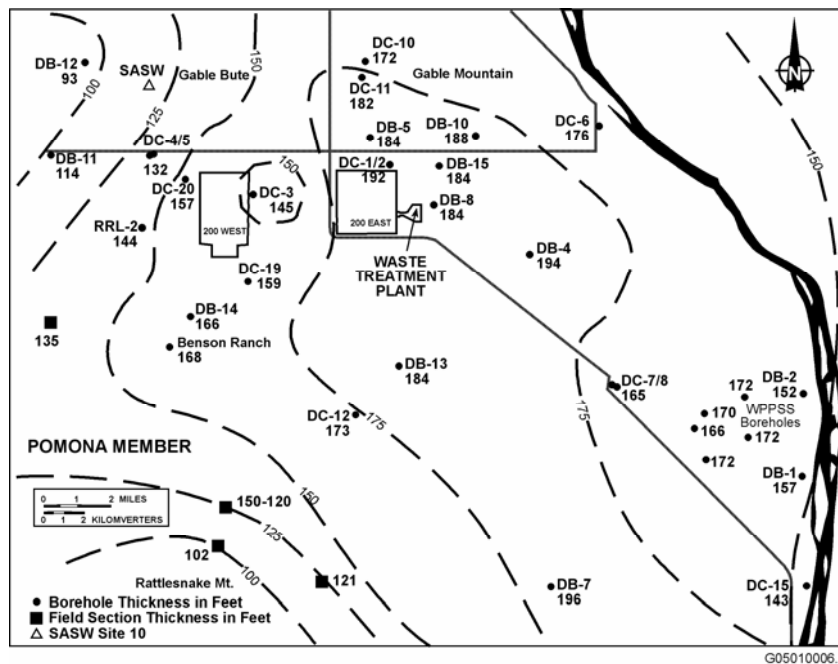 DC-10
172
DB-12
93
SASW
Gable Bute
150
100
125
Gable Mountain
DC-11
182
DB-5
184
DB-10
188
DC-6
176
N
150
DB-11
114
DC-4/5
132
DC-20
157
150
DC-3
145
DC-1/2
192
DB-15
184
DB-8
184
RRL-2
144
200 WEST
200 EAST
WASTE
TREATMENT
PLANT
DB-4
194
DC-19
159
DB-14
166
135
Benson Ranch
168
DB-13
184
DC-7/8
165
DB-2
152
172
WPPSS
Boreholes
170
166
172
172
DC-12
173
175
175
DB-1
157
POMONA MEMBER
0 1 2 MILES
0 1 2 KILOMVERTERS
150-120
150
125
102
100
121
Rattlesnake Mt.
DB-7
196
DC-15
143
Borehole Thickness in Feet
Field Section Thickness in Feet
SASW Site 10
G05010006.